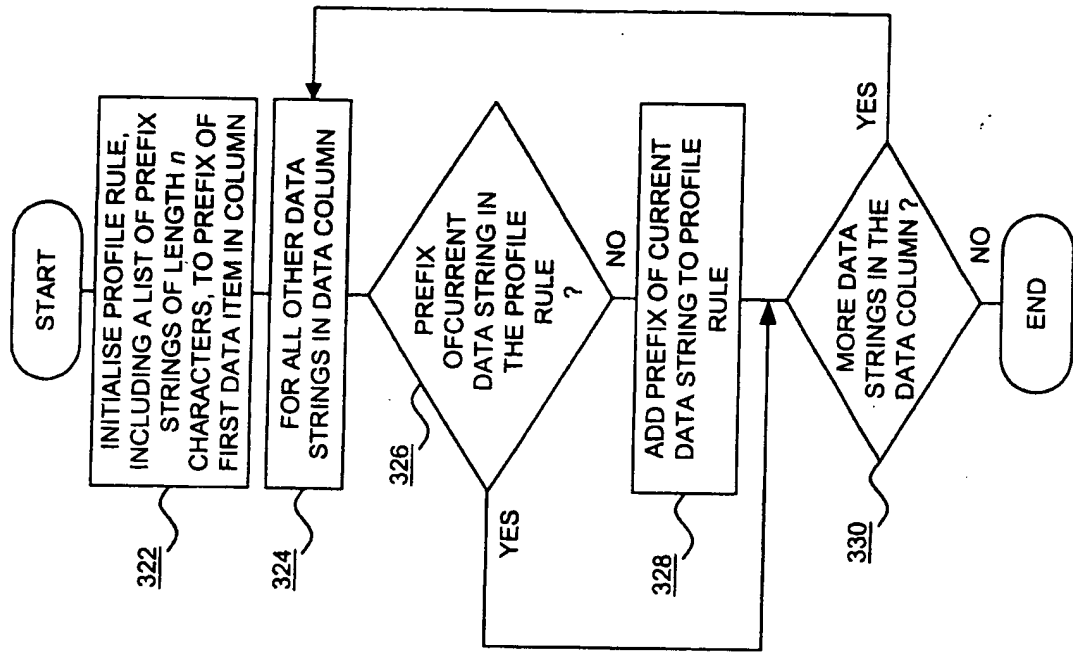 START
INITIALISE PROFILE RULE,
INCLUDING A LIST OF PREFIX
STRINGS OF LENGTH n
CHARACTERS, TO PREFIX OF
FIRST DATA ITEM IN COLUMN
322
FOR ALL OTHER DATA
STRINGS IN DATA COLUMN
324
PREFIX
OFCURRENT
DATA STRING IN
THE PROFILE
RULE
?
326
YES
NO
ADD PREFIX OF CURRENT
DATA STRING TO PROFILE
RULE
328
MORE DATA
STRINGS IN THE
DATA COLUMN ?
330
YES
NO
END